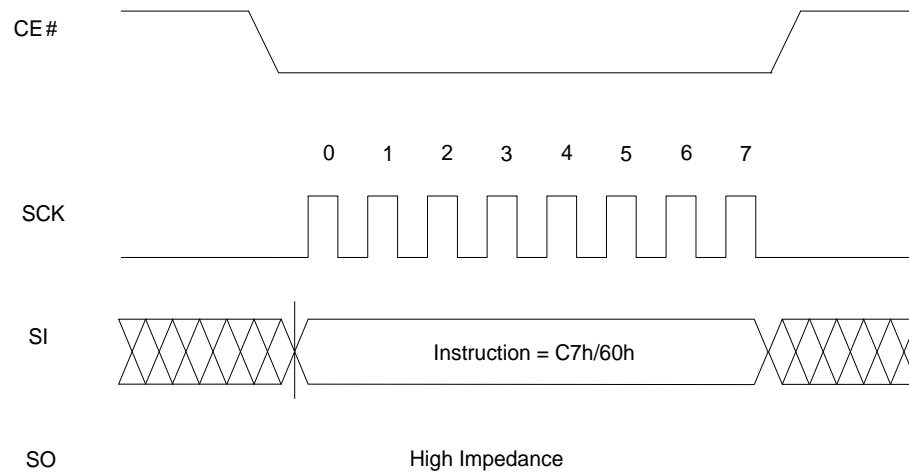 CE#
0 1 2 3 4 5 6 7
SCK
SI
Instruction = C7h/60h
SO
High Impedance